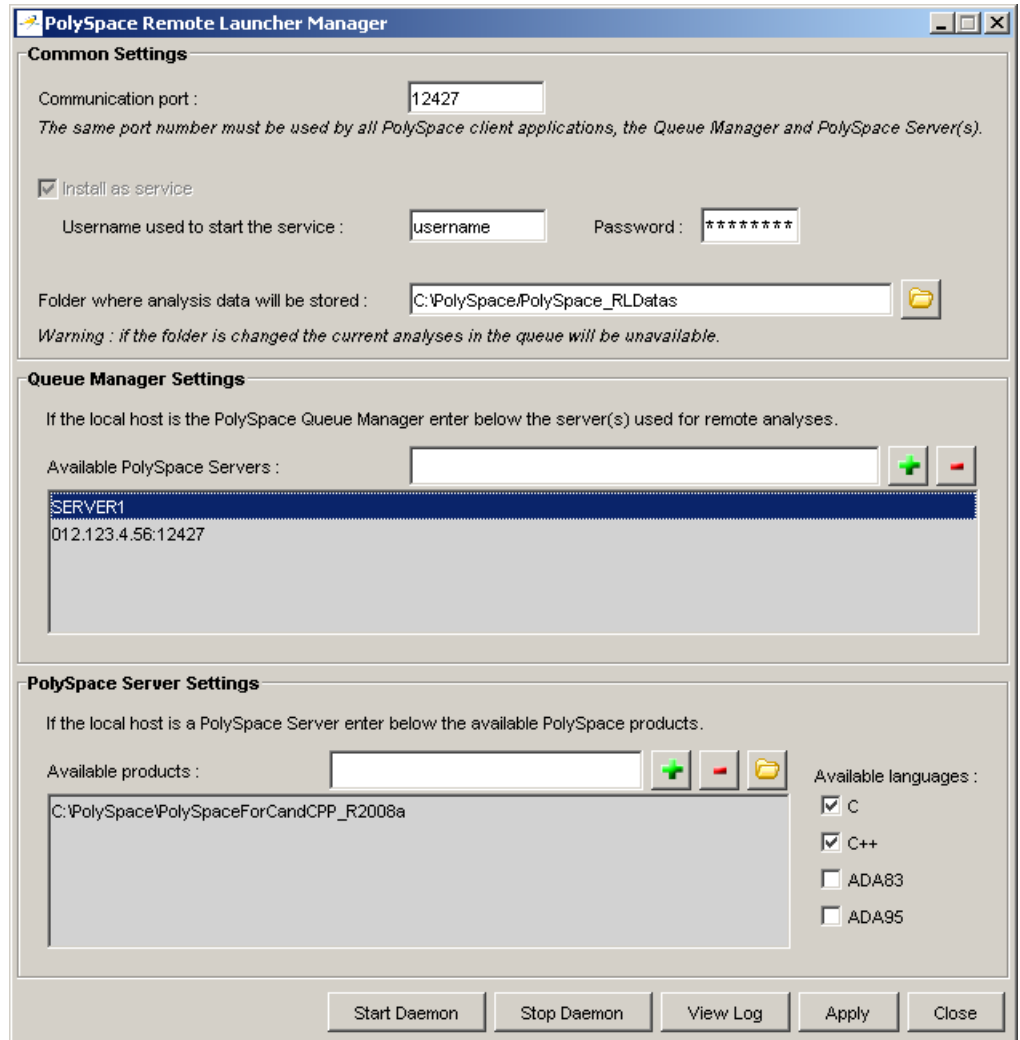 PolySpace Remote Launcher Manager
Common Settings
Communication port : 12427
The same port number must be used by all PolySpace client applications, the Queue Manager and PolySpace Server(s).
Install as service
Username used to start the service : username Password : ********
Folder where analysis data will be stored : C:\PolySpace/PolySpace_RLDatas
Warning : if the folder is changed the current analyses in the queue will be unavailable.
Queue Manager Settings
If the local host is the PolySpace Queue Manager enter below the server(s) used for remote analyses.
Available PolySpace Servers :
SERVER1
012.123.4.56:12427
PolySpace Server Settings
If the local host is a PolySpace Server enter below the available PolySpace products.
Available products :
Available languages :
C:\PolySpace\PolySpaceForCandCPP_R2008a
C
C++
ADA83
ADA95
Start Daemon Stop Daemon View Log Apply Close